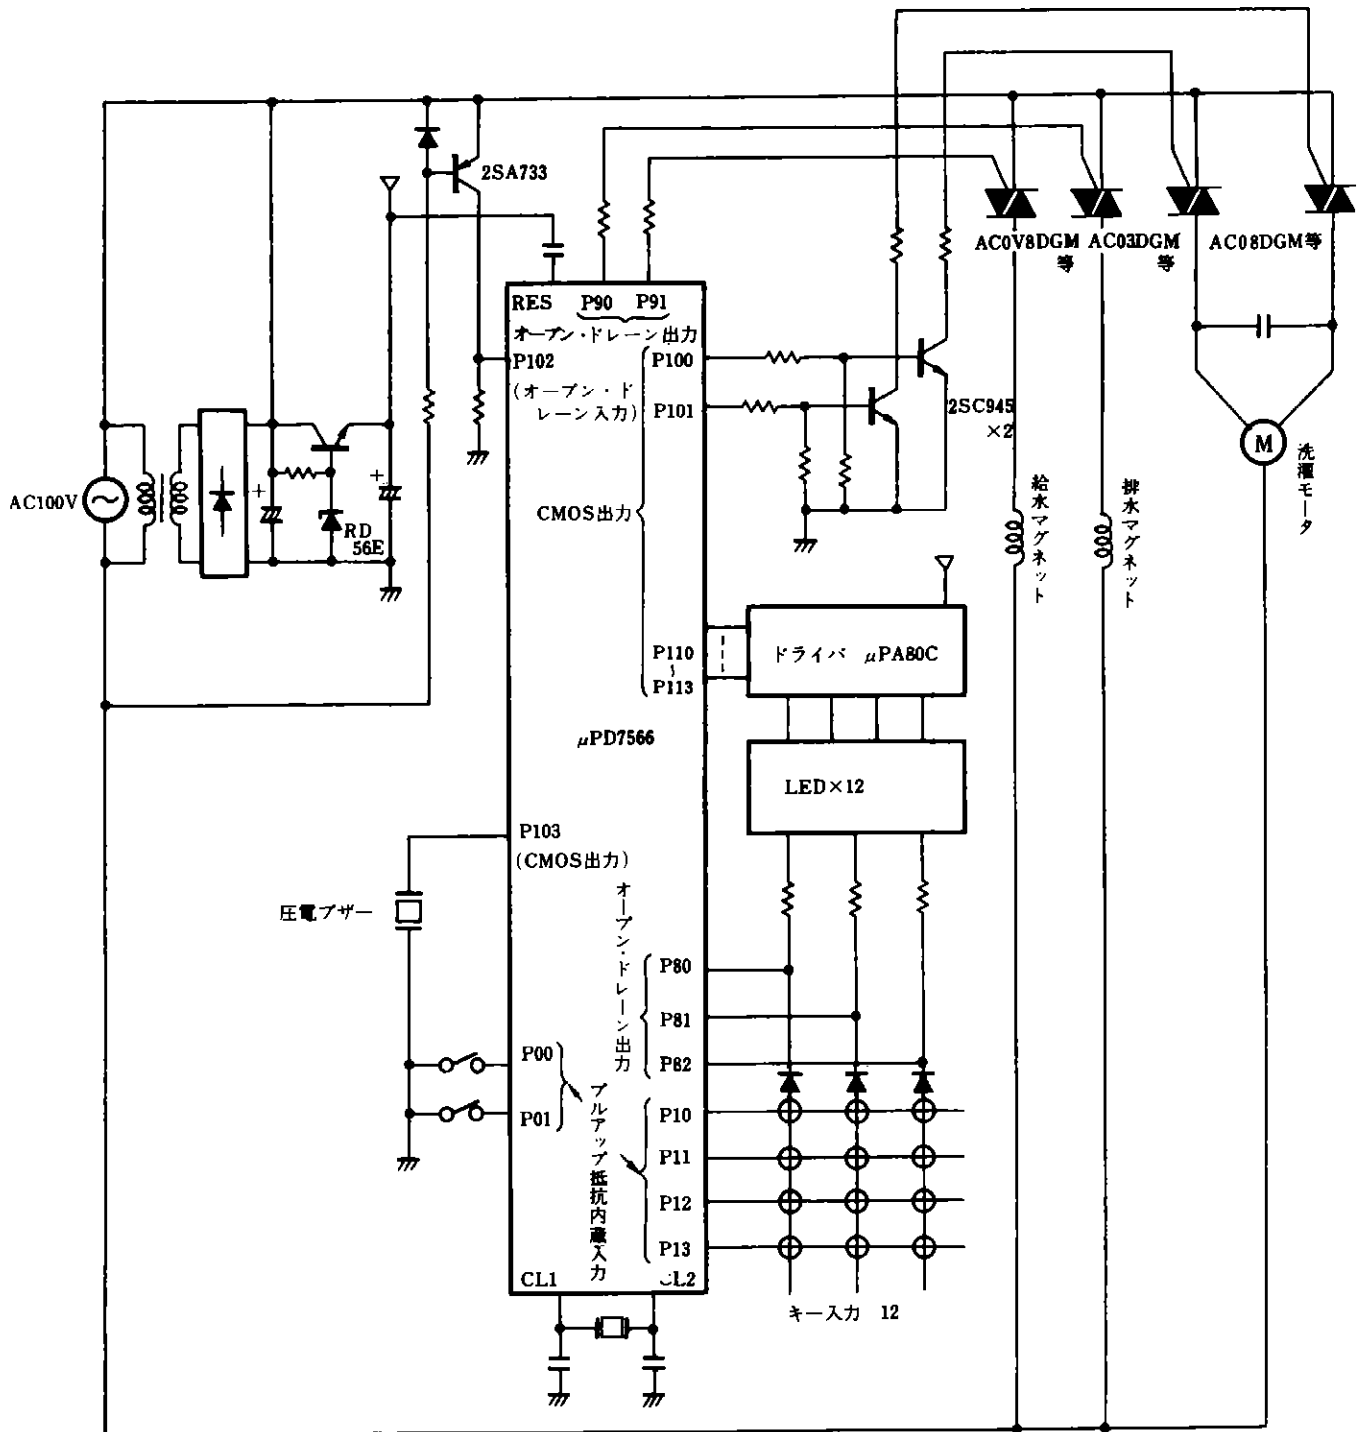 2SA733
AC0V8DGM
等
AC03DGM
等
AC08DGM等
RES
P90
P91
オープン・ドレーン出力
P102
(オープン・ド
レーン入力)
P100
P101
2SC945
×2
M
洗濯モータ
AC100V
+
+
RD
56E
CMOS出力
給水マグネット
排水マグネット
P110
~
P113
ドライバ μPA80C
μPD7566
LED×12
P103
(CMOS出力)
圧電ブザー
オープン・ドレーン出力
P80
P81
P82
P00
P01
プルアップ抵抗内蔵入力
P10
P11
P12
P13
CL1
CL2
キー入力 12